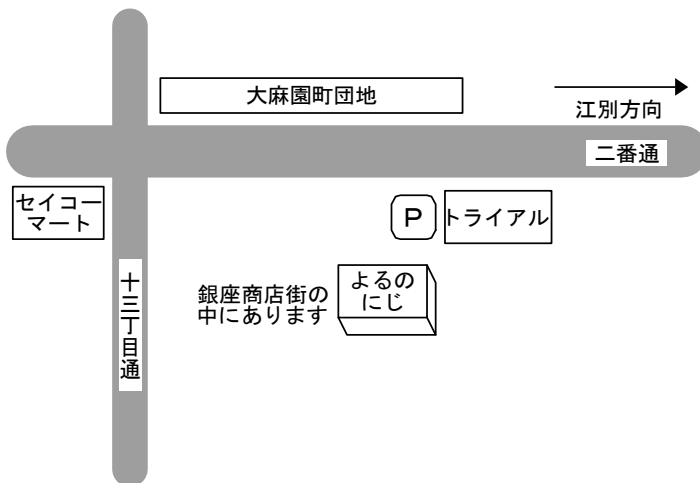 大麻園町団地
江別方向
二番通
セイコー
マート
P
トライアル
十三丁目通
銀座商店街の
中にあります
よるの
にじ